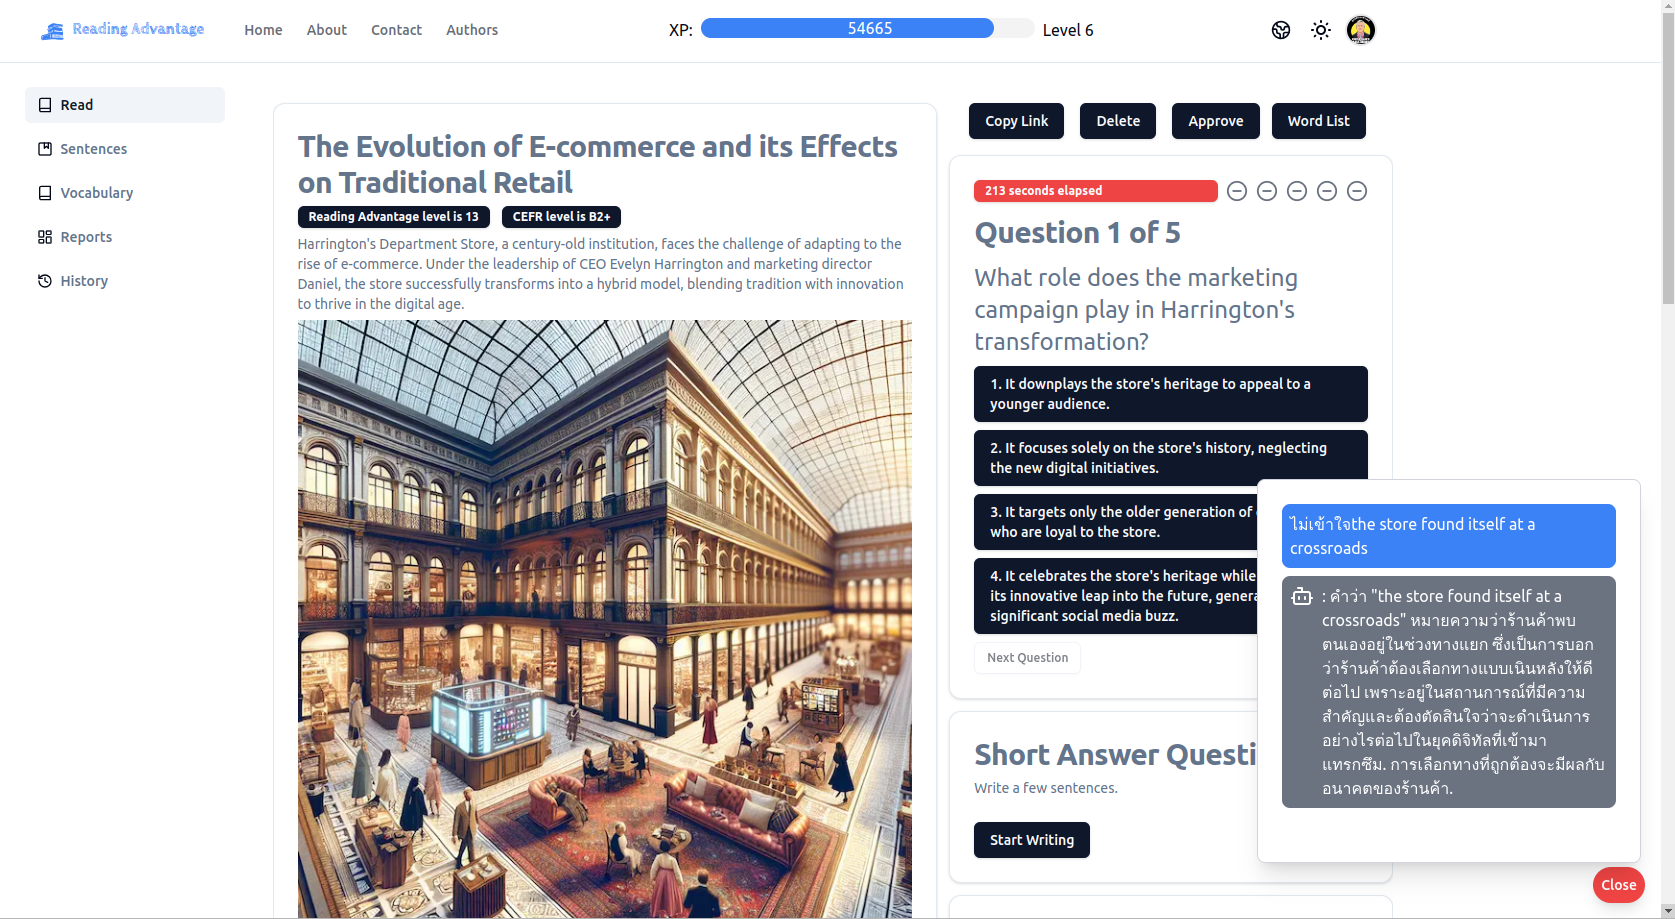 Reading Advantage
Home
About
Contact
Authors
XP:
54665
Level 6
Read
Sentences
Vocabulary
Reports
History
The Evolution of E-commerce and its Effects
on Traditional Retail
Reading Advantage level is 13
CEFR level is B2+
Harrington's Department Store, a century-old institution, faces the challenge of adapting to the
rise of e-commerce. Under the leadership of CEO Evelyn Harrington and marketing director
Daniel, the store successfully transforms into a hybrid model, blending tradition with innovation
to thrive in the digital age.
Copy Link
Delete
Approve
Word List
213 seconds elapsed
Question 1 of 5
What role does the marketing
campaign play in Harrington's
transformation?
1. It downplays the store's heritage to appeal to a
younger audience.
2. It focuses solely on the store's history, neglecting
the new digital initiatives.
3. It targets only the older generation of
who are loyal to the store.
4. It celebrates the store's heritage while
its innovative leap into the future,
significant social media buzz.
Next Question
Short Answer
Write a few sentences.
Start Writing
ไม่เข้าใจthe store found itself at a
crossroads
: คำว่า "the store found itself at a
crossroads" หมายความว่าร้านค้าพบ
ตนเองอยู่ในช่วงทางแยก ซึ่งเป็นการบอก
ว่าร้านค้าต้องเลือกทางแบบเนินหลังให้ดี
ต่อไป เพราะอยู่ในสถานการณ์ที่มีความ
สำคัญและต้องตัดสินใจว่าจะดำเนินการ
อย่างไรต่อไปในยุคดิจิทัลที่เข้ามา
แทรกซึม. การเลือกทางที่ถูกต้องจะมีผลกับ
อนาคตของร้านค้า.
Close